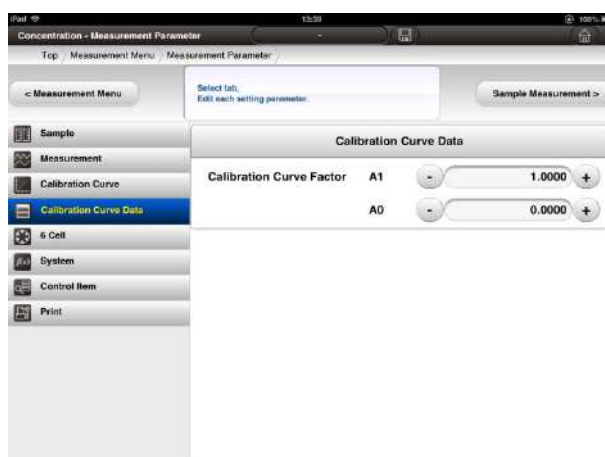 iPad 13:39 100%
Concentration - Measurement Parameter -
Top / Measurement Menu / Measurement Parameter
< Measurement Menu
Select tab,
Edit each setting parameter.
Sample Measurement >
Sample
Measurement
Calibration Curve
Calibration Curve Data
6 Cell
System
Control Item
Print
Calibration Curve Data
Calibration Curve Factor A1 - 1.0000 +
A0 - 0.0000 +